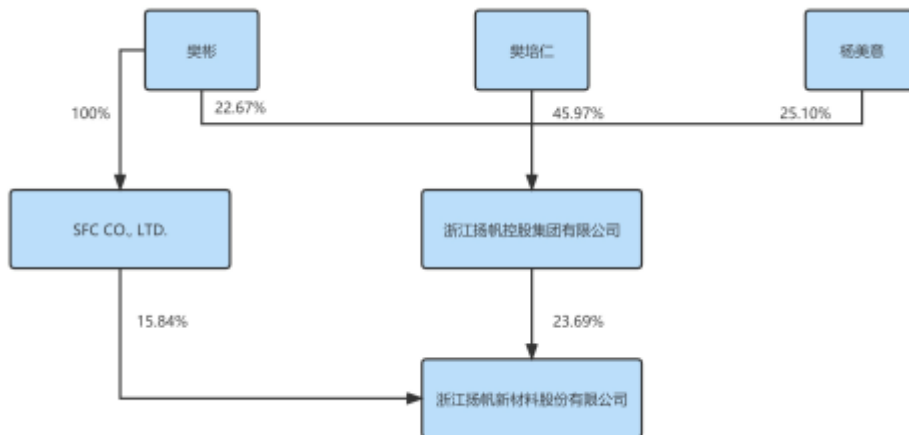 樊彬
樊培仁
杨美意
100%
22.67%
45.97%
25.10%
SFC CO., LTD.
浙江扬帆控股集团有限公司
15.84%
23.69%
浙江扬帆新材料股份有限公司